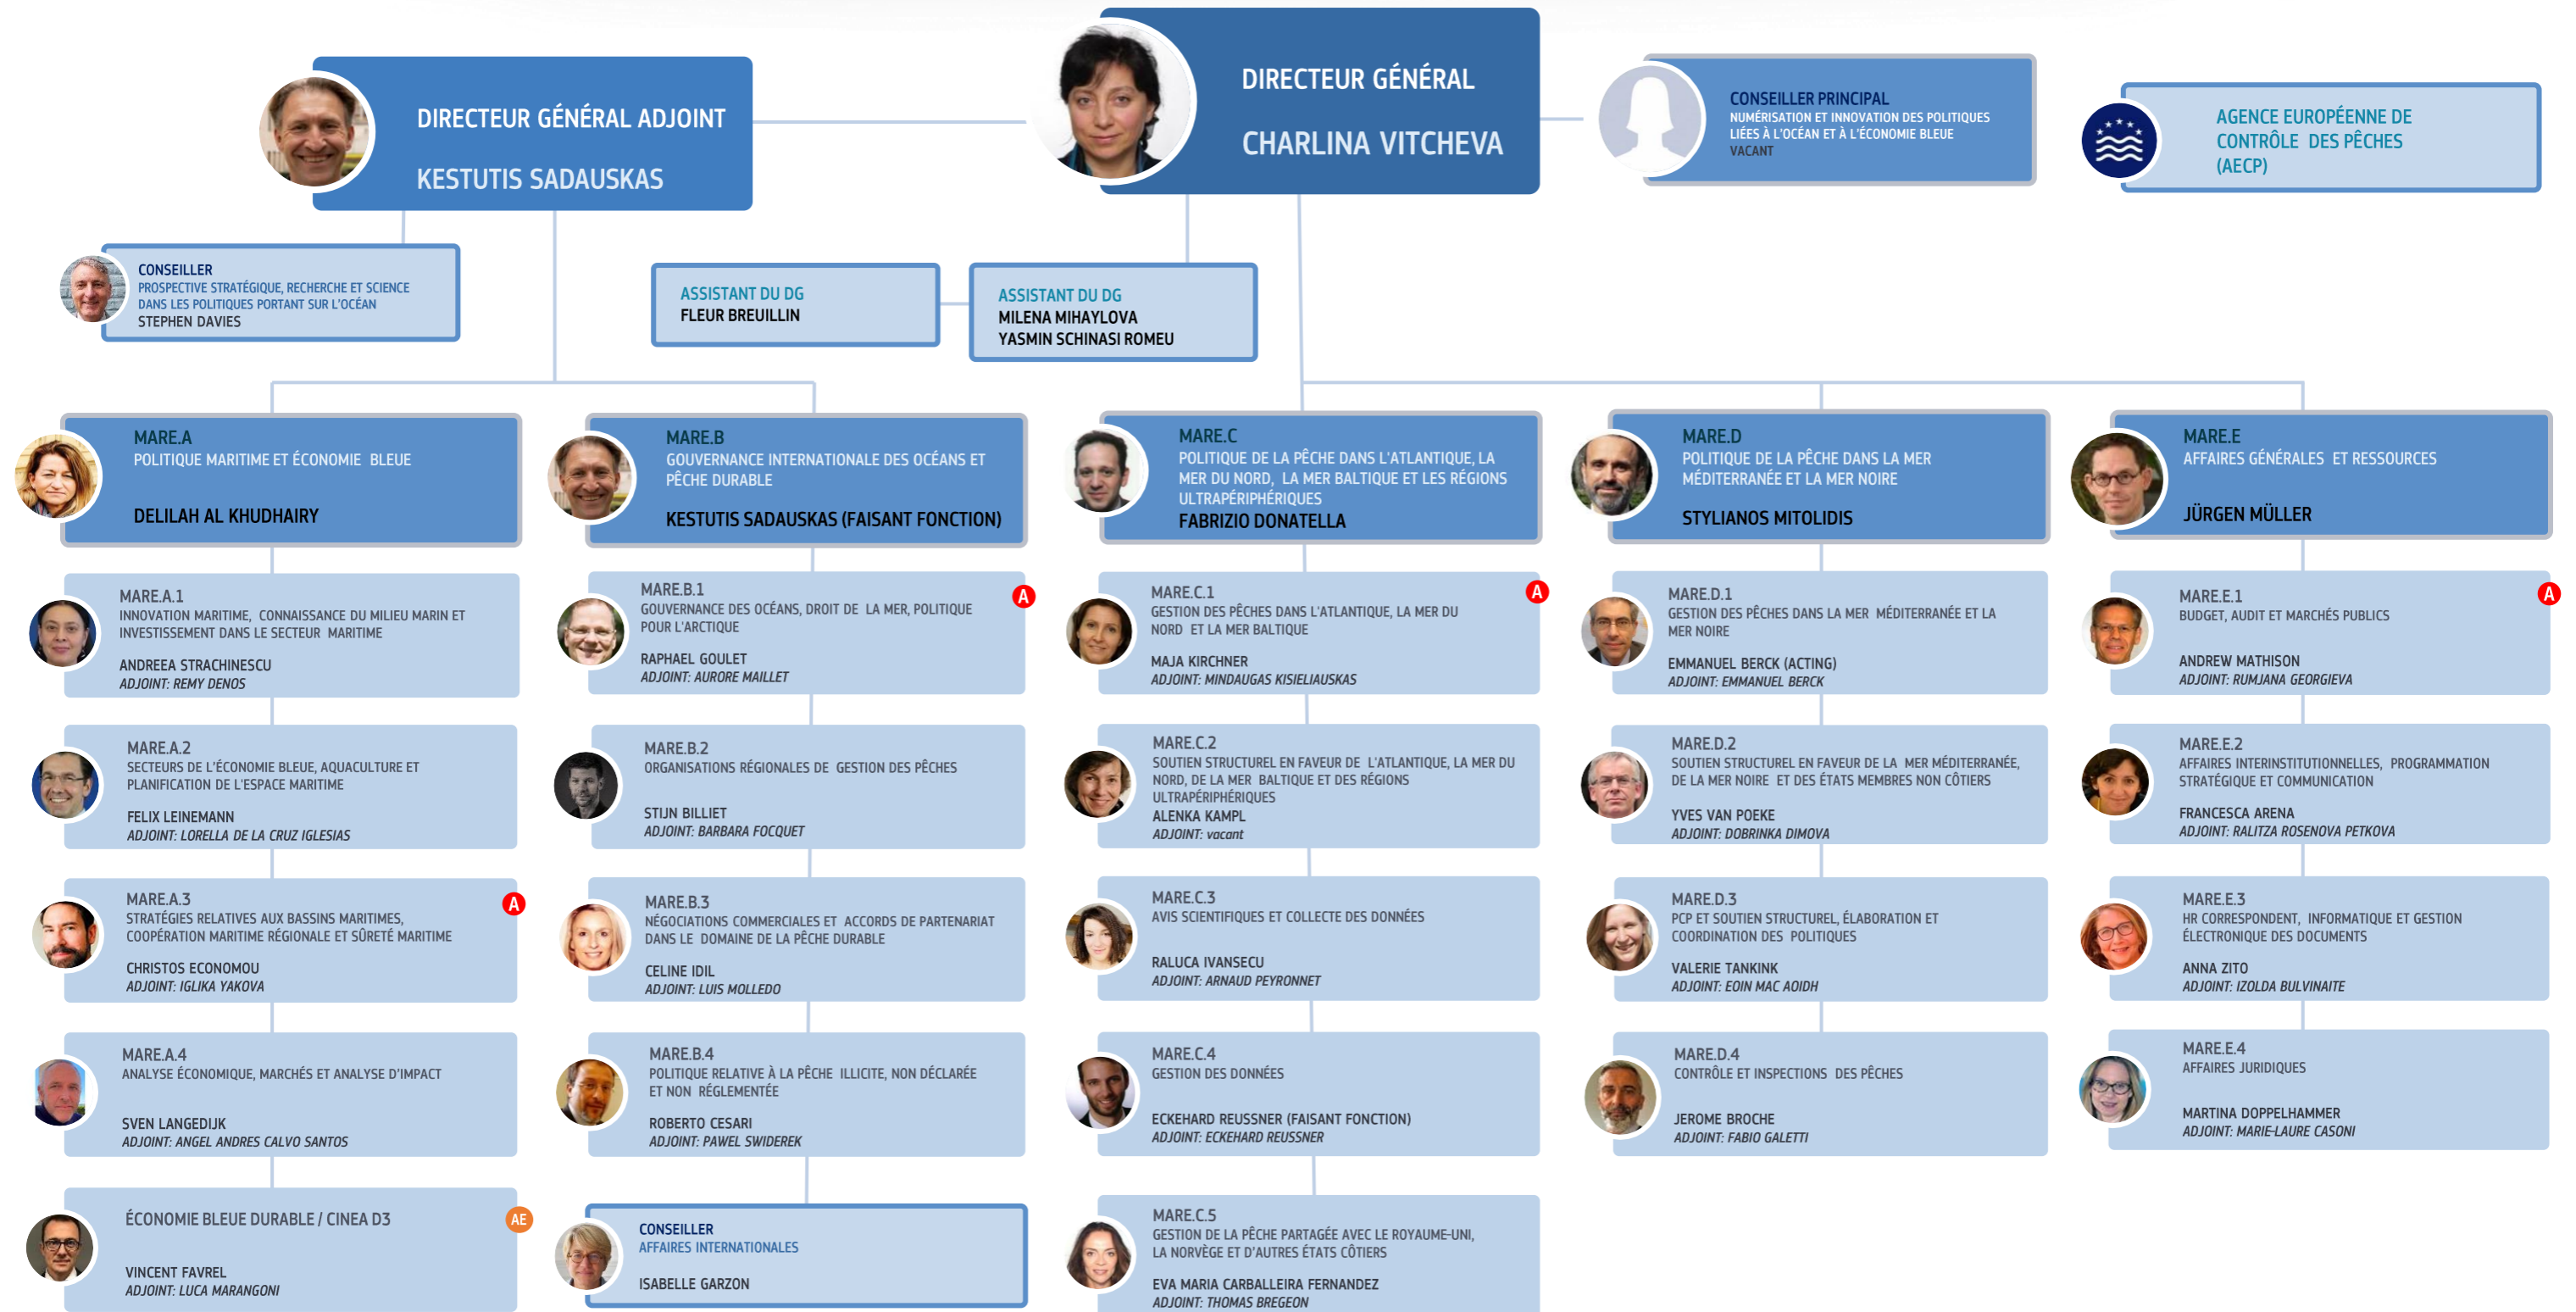 DIRECTEUR GÉNÉRAL ADJOINT
KESTUTIS SADAUSKAS
DIRECTEUR GÉNÉRAL
CHARLINA VITCHEVA
CONSEILLER PRINCIPAL
NUMÉRISATION ET INNOVATION DES POLITIQUES
LIÉES À L'OCÉAN ET À L'ÉCONOMIE BLEUE
VACANT
AGENCE EUROPÉENNE DE
CONTRÔLE DES PÊCHES
(AECP)
CONSEILLER
PROSPECTIVE STRATÉGIQUE, RECHERCHE ET SCIENCE
DANS LES POLITIQUES PORTANT SUR L'OCÉAN
STEPHEN DAVIES
ASSISTANT DU DG
FLEUR BREUILLIN
ASSISTANT DU DG
MILENA MIHAYLOVA
YASMIN SCHINASI ROMEU
MARE.A
POLITIQUE MARITIME ET ÉCONOMIE BLEUE
DELILAH AL KHUDHAIRY
MARE.B
GOUVERNANCE INTERNATIONALE DES OCÉANS ET
PÊCHE DURABLE
KESTUTIS SADAUSKAS (FAISANT FONCTION)
MARE.C
POLITIQUE DE LA PÊCHE DANS L'ATLANTIQUE, LA
MER DU NORD, LA MER BALTIQUE ET LES RÉGIONS
ULTRAPÉRIPHÉRIQUES
FABRIZIO DONATELLA
MARE.D
POLITIQUE DE LA PÊCHE DANS LA MER
MÉDITERRANÉE ET LA MER NOIRE
STYLIANOS MITOLIDIS
MARE.E
AFFAIRES GÉNÉRALES ET RESSOURCES
JÜRGEN MÜLLER
MARE.A.1
INNOVATION MARITIME, CONNAISSANCE DU MILIEU MARIN ET
INVESTISSEMENT DANS LE SECTEUR MARITIME
ANDREEA STRACHINESCU
ADJOINT: REMY DENOS
MARE.B.1
GOUVERNANCE DES OCÉANS, DROIT DE LA MER, POLITIQUE
POUR L'ARCTIQUE
RAPHAEL GOULET
ADJOINT: AURORE MAILLET
A
MARE.C.1
GESTION DES PÊCHES DANS L'ATLANTIQUE, LA MER DU
NORD ET LA MER BALTIQUE
MAJA KIRCHNER
ADJOINT: MINDAUGAS KISIELIAUSKAS
A
MARE.D.1
GESTION DES PÊCHES DANS LA MER MÉDITERRANÉE ET LA
MER NOIRE
EMMANUEL BERCK (ACTING)
ADJOINT: EMMANUEL BERCK
MARE.E.1
BUDGET, AUDIT ET MARCHÉS PUBLICS
ANDREW MATHISON
ADJOINT: RUMJANA GEORGIEVA
A
MARE.A.2
SECTEURS DE L'ÉCONOMIE BLEUE, AQUACULTURE ET
PLANIFICATION DE L'ESPACE MARITIME
FELIX LEINEMANN
ADJOINT: LORELLA DE LA CRUZ IGLESIAS
MARE.B.2
ORGANISATIONS RÉGIONALES DE GESTION DES PÊCHES
STIJN BILLIET
ADJOINT: BARBARA FOCQUET
MARE.C.2
SOUTIEN STRUCTUREL EN FAVEUR DE L'ATLANTIQUE, LA MER DU
NORD, DE LA MER BALTIQUE ET DES RÉGIONS
ULTRAPÉRIPHÉRIQUES
ALENKA KAMPL
ADJOINT: vacant
MARE.D.2
SOUTIEN STRUCTUREL EN FAVEUR DE LA MER MÉDITERRANÉE,
DE LA MER NOIRE ET DES ÉTATS MEMBRES NON CÔTIERS
YVES VAN POEKE
ADJOINT: DOBRINKA DIMOVA
MARE.E.2
AFFAIRES INTERINSTITUTIONNELLES, PROGRAMMATION
STRATÉGIQUE ET COMMUNICATION
FRANCESCA ARENA
ADJOINT: RALITZA ROSENOVA PETKOVA
MARE.A.3
STRATÉGIES RELATIVES AUX BASSINS MARITIMES,
COOPÉRATION MARITIME RÉGIONALE ET SÛRETÉ MARITIME
CHRISTOS ECONOMOU
ADJOINT: IGLIKA YAKOVA
A
MARE.B.3
NÉGOCIATIONS COMMERCIALES ET ACCORDS DE PARTENARIAT
DANS LE DOMAINE DE LA PÊCHE DURABLE
CELINE IDIL
ADJOINT: LUIS MOLLEDO
MARE.C.3
AVIS SCIENTIFIQUES ET COLLECTE DES DONNÉES
RALUCA IVANSECU
ADJOINT: ARNAUD PEYRONNET
MARE.D.3
PCP ET SOUTIEN STRUCTUREL, ÉLABORATION ET
COORDINATION DES POLITIQUES
VALERIE TANKINK
ADJOINT: EOIN MAC AOIDH
MARE.E.3
HR CORRESPONDENT, INFORMATIQUE ET GESTION
ÉLECTRONIQUE DES DOCUMENTS
ANNA ZITO
ADJOINT: IZOLDA BULVINAITE
MARE.A.4
ANALYSE ÉCONOMIQUE, MARCHÉS ET ANALYSE D'IMPACT
SVEN LANGEDIJK
ADJOINT: ANGEL ANDRES CALVO SANTOS
MARE.B.4
POLITIQUE RELATIVE À LA PÊCHE ILLICITE, NON DÉCLARÉE
ET NON RÉGLEMENTÉE
ROBERTO CESARI
ADJOINT: PAWEL SWIDEREK
MARE.C.4
GESTION DES DONNÉES
ECKEHARD REUSSNER (FAISANT FONCTION)
ADJOINT: ECKEHARD REUSSNER
MARE.D.4
CONTRÔLE ET INSPECTIONS DES PÊCHES
JEROME BROCHE
ADJOINT: FABIO GALETTI
MARE.E.4
AFFAIRES JURIDIQUES
MARTINA DOPPELHAMMER
ADJOINT: MARIE-LAURE CASONI
ÉCONOMIE BLEUE DURABLE / CINEA D3
VINCENT FAVREL
ADJOINT: LUCA MARANGONI
AE
CONSEILLER
AFFAIRES INTERNATIONALES
ISABELLE GARZON
MARE.C.5
GESTION DE LA PÊCHE PARTAGÉE AVEC LE ROYAUME-UNI,
LA NORVÈGE ET D'AUTRES ÉTATS CÔTIERS
EVA MARIA CARBALLEIRA FERNANDEZ
ADJOINT: THOMAS BREGEON